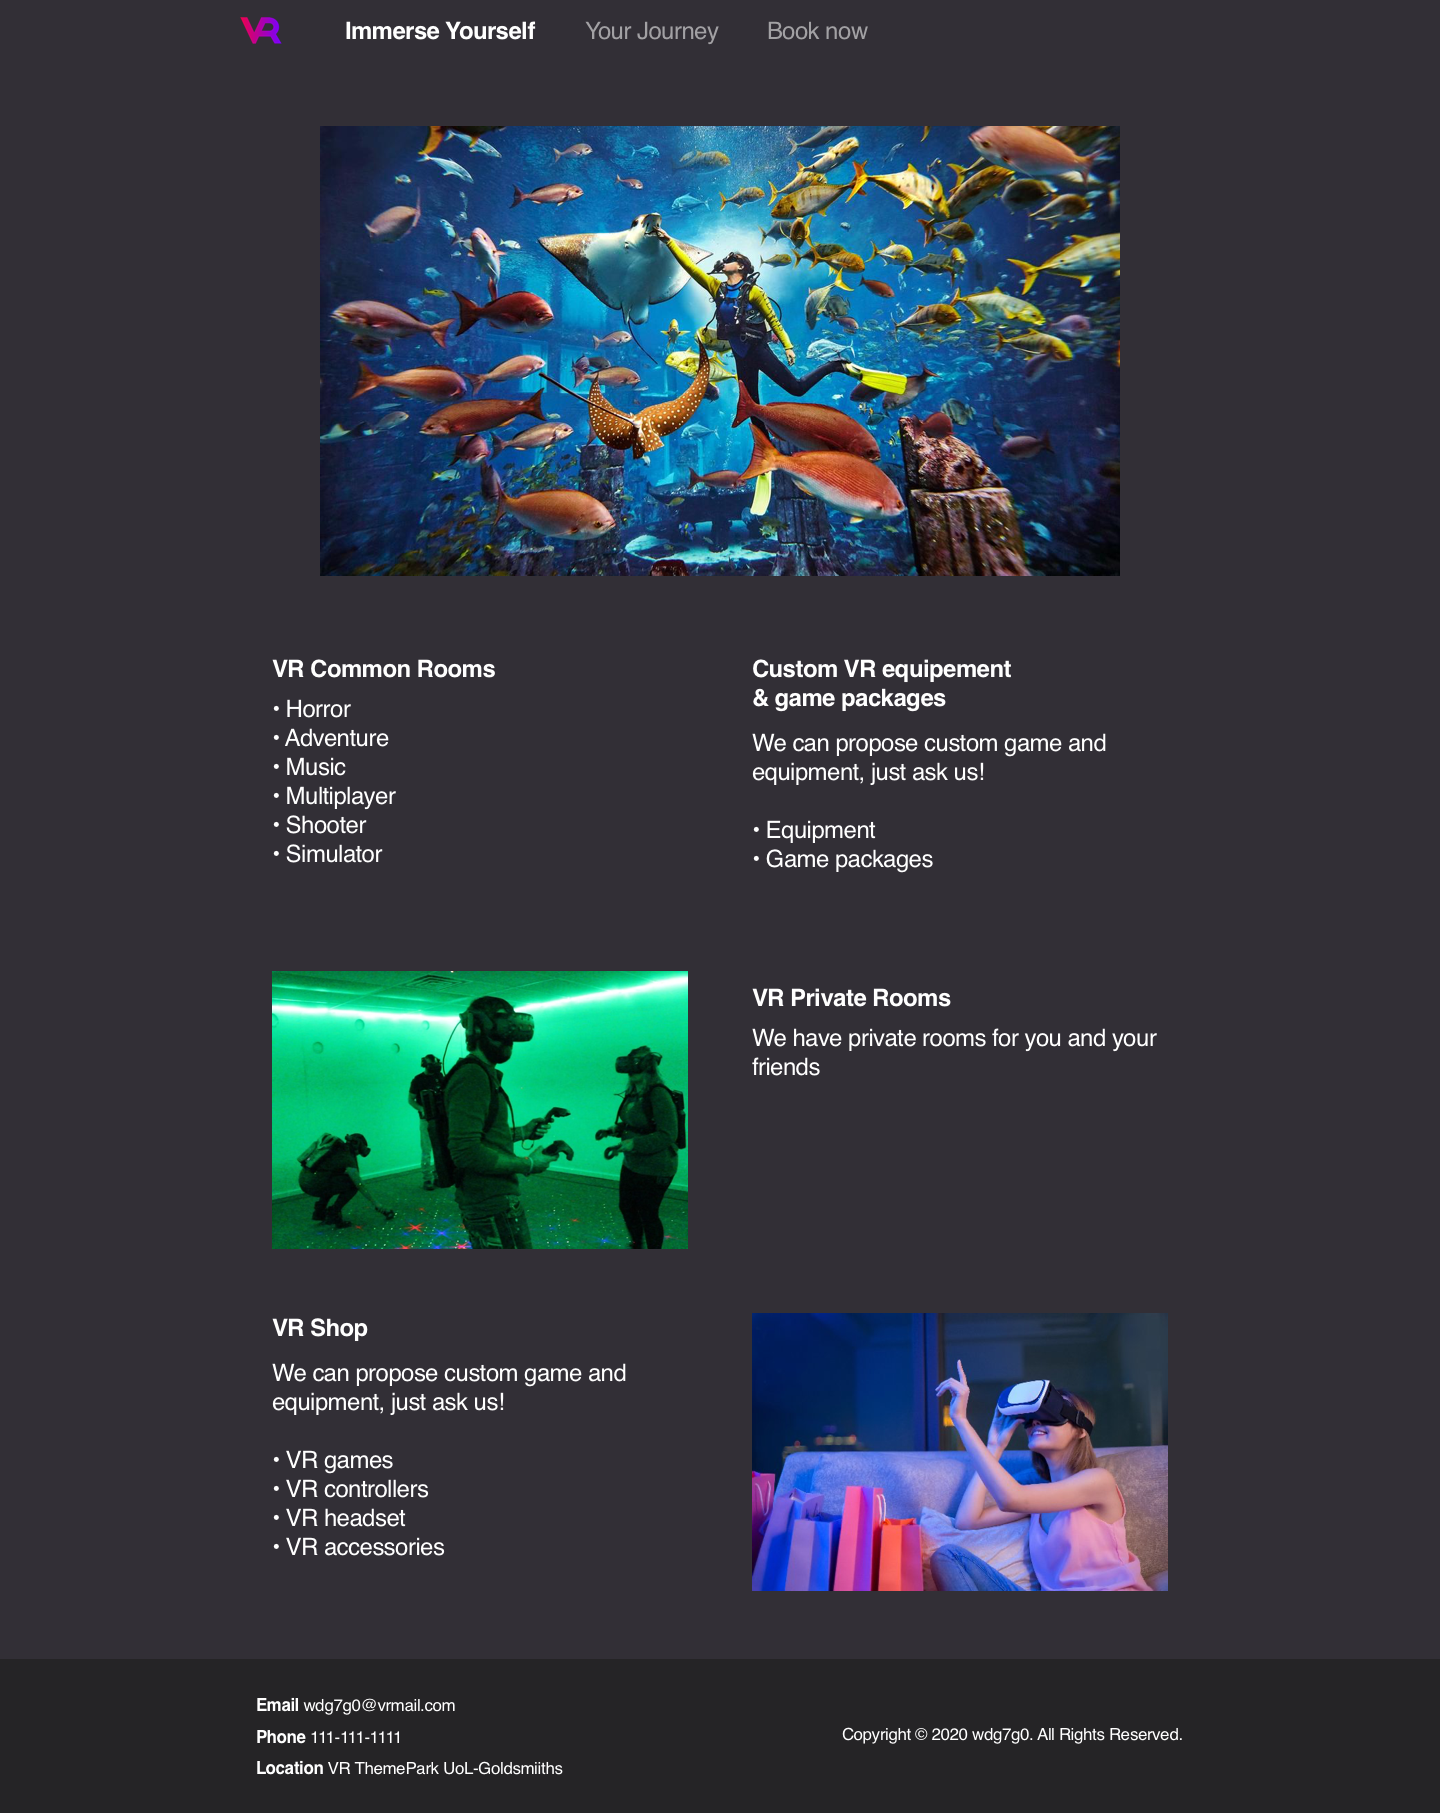 VR Immerse Yourself Your Journey Book now
VR Common Rooms
• Horror
• Adventure
• Music
• Multiplayer
• Shooter
• Simulator
Custom VR equipement
& game packages
We can propose custom game and
equipment, just ask us!
• Equipment
• Game packages
VR Private Rooms
We have private rooms for you and your
friends
VR Shop
We can propose custom game and
equipment, just ask us!
• VR games
• VR controllers
• VR headset
• VR accessories
Email wdg7g0@vrmail.com
Phone 111-111-1111
Location VR ThemePark UoL-Goldsmiiths
Copyright © 2020 wdg7g0. All Rights Reserved.